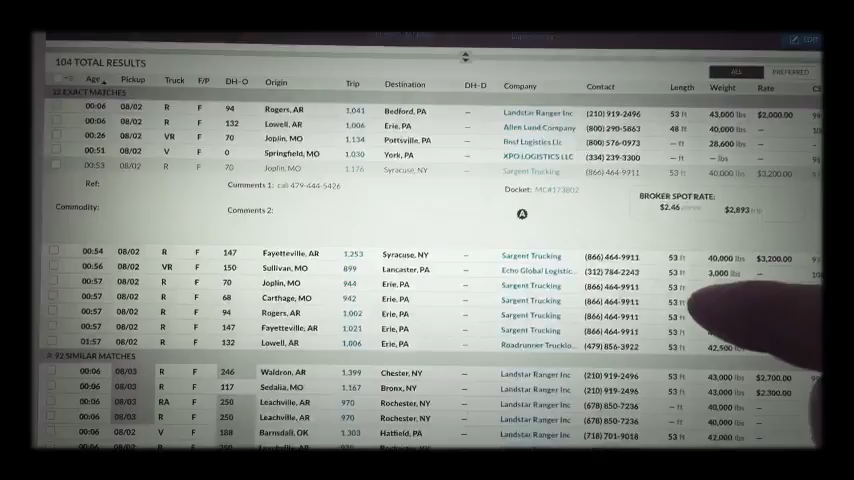 EDIT
104 TOTAL RESULTS
ALL PREFERRED
Age Pickup Truck F/P DH-O Origin Trip Destination DH-D Company Contact Length Weight Rate
12 EXACT MATCHES
00:06 08/02 R F 94 Rogers, AR 1,041 Bedford, PA — Landstar Ranger Inc (210) 919-2496 53 ft 43,000 lbs $2,000.00
00:06 08/02 R F 132 Lowell, AR 1,006 Erie, PA — Allen Lund Company (800) 290-5863 48 ft 40,000 lbs —
00:26 08/02 VR F 70 Joplin, MO 1,134 Pottsville, PA — Bnsf Logistics Llc (800) 576-0973 — ft 28,600 lbs —
00:51 08/02 V F 0 Springfield, MO 1,030 York, PA — XPO LOGISTICS LLC (334) 239-3300 — ft — lbs —
00:53 08/02 R F 70 Joplin, MO 1,176 Syracuse, NY — Sargent Trucking (866) 464-9911 53 ft 40,000 lbs $3,200.00
Ref: Comments 1: call 479-444-5426 Docket: MC#173802 BROKER SPOT RATE:
$2.46 $2,893 trip
Commodity: Comments 2: A
00:54 08/02 R F 147 Fayetteville, AR 1,253 Syracuse, NY — Sargent Trucking (866) 464-9911 53 ft 40,000 lbs $3,200.00
00:56 08/02 VR F 150 Sullivan, MO 899 Lancaster, PA — Echo Global Logistic... (312) 784-2243 53 ft 3,000 lbs —
00:57 08/02 R F 70 Joplin, MO 944 Erie, PA — Sargent Trucking (866) 464-9911 53 ft
00:57 08/02 R F 68 Carthage, MO 942 Erie, PA — Sargent Trucking (866) 464-9911 53 ft
00:57 08/02 R F 94 Rogers, AR 1,002 Erie, PA — Sargent Trucking (866) 464-9911 53 ft
00:57 08/02 R F 147 Fayetteville, AR 1,021 Erie, PA — Sargent Trucking (866) 464-9911 53 ft
01:57 08/02 R F 132 Lowell, AR 1,006 Erie, PA — Roadrunner Trucklo... (479) 856-3922 53 ft 42,500 lbs
92 SIMILAR MATCHES
00:06 08/03 R F 246 Waldron, AR 1,399 Chester, NY — Landstar Ranger Inc (210) 919-2496 53 ft 43,000 lbs $2,700.00
00:06 08/03 R F 117 Sedalia, MO 1,167 Bronx, NY — Landstar Ranger Inc (210) 919-2496 53 ft 43,000 lbs $2,300.00
00:06 08/03 RA F 250 Leachville, AR 970 Rochester, NY — Landstar Ranger Inc (678) 850-7236 — ft 40,000 lbs —
00:06 08/03 R F 250 Leachville, AR 970 Rochester, NY — Landstar Ranger Inc (678) 850-7236 — ft 40,000 lbs —
00:06 08/02 V F 188 Barnsdall, OK 1,303 Hatfield, PA — Landstar Ranger Inc (718) 701-9018 53 ft 42,000 lbs —